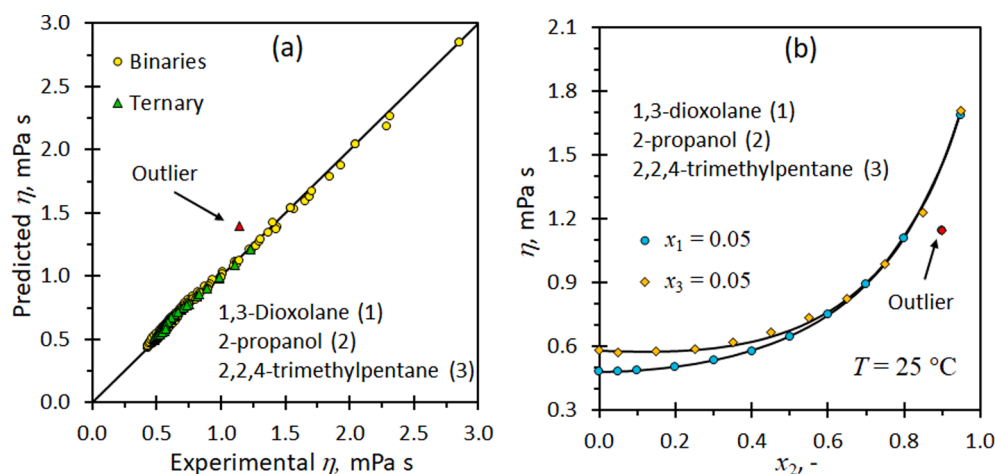 (a)
3.0
2.5
2.0
1.5
1.0
0.5
0.0
Predicted η, mPa s
Binaries
Ternary
Outlier
1,3-Dioxolane (1)
2-propanol (2)
2,2,4-trimethylpentane (3)
0.0 0.5 1.0 1.5 2.0 2.5 3.0
Experimental η, mPa s
(b)
2.1
1.8
1.5
1.2
0.9
0.6
0.3
η, mPa s
1,3-dioxolane (1)
2-propanol (2)
2,2,4-trimethylpentane (3)
x₁ = 0.05
x₃ = 0.05
Outlier
T = 25 °C
0.0 0.2 0.4 0.6 0.8 1.0
x₂, -